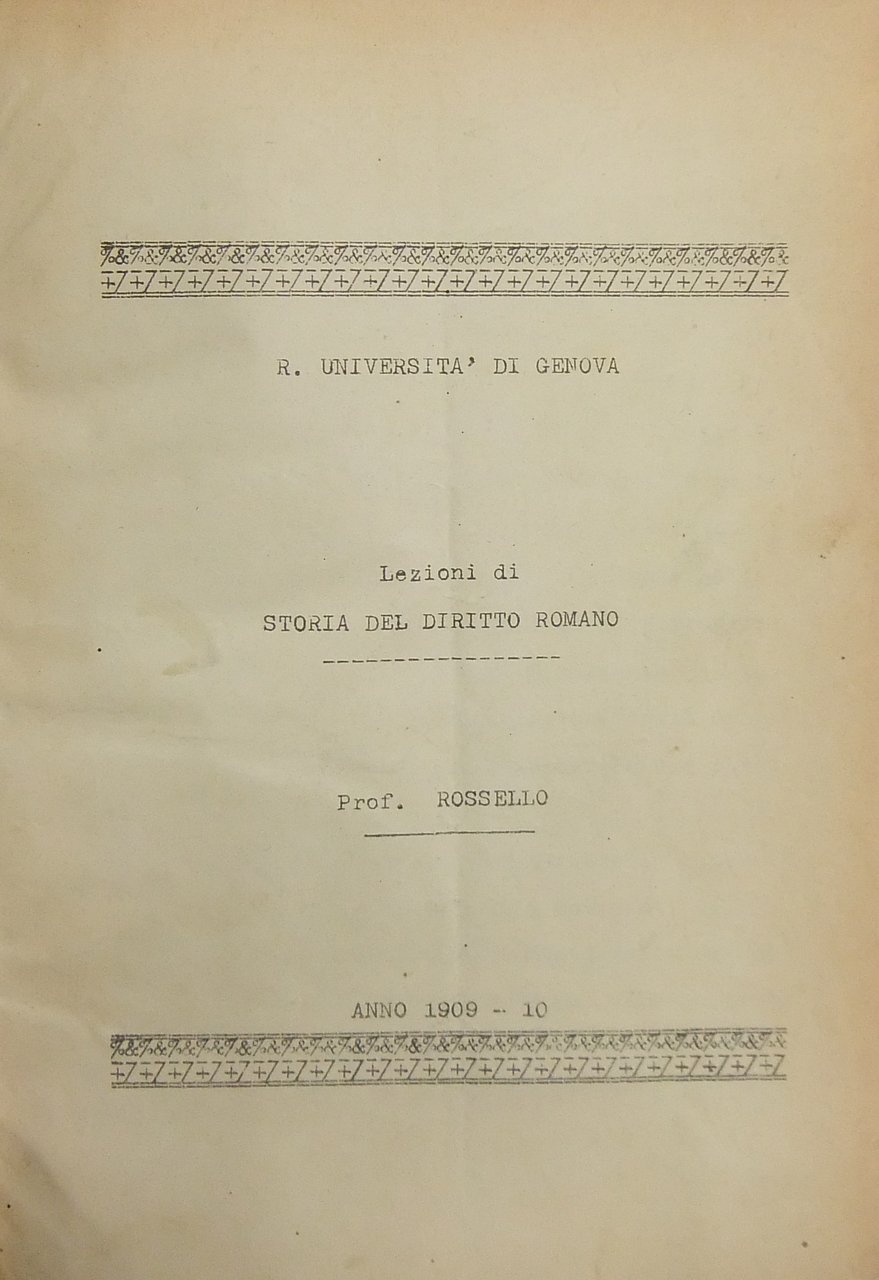 R. UNIVERSITA' DI GENOVA
Lezioni di
STORIA DEL DIRITTO ROMANO
Prof. ROSSELLO
ANNO 1909 - 10